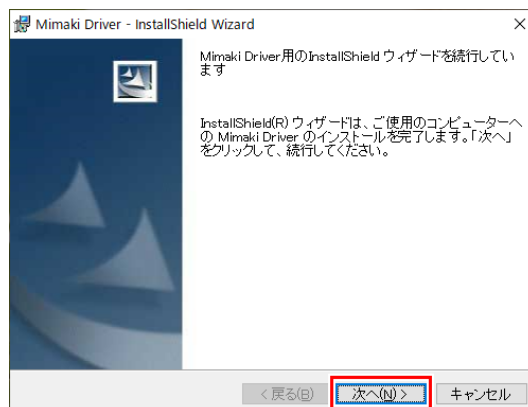 Mimaki Driver - InstallShield Wizard
Mimaki Driver用のInstallShield ウィザードを続行してい
ます
InstallShield(R) ウィザードは、ご使用のコンピューターへ
の Mimaki Driver のインストールを完了します。「次へ」
をクリックして、続行してください。
< 戻る(B)
次へ(N) >
キャンセル